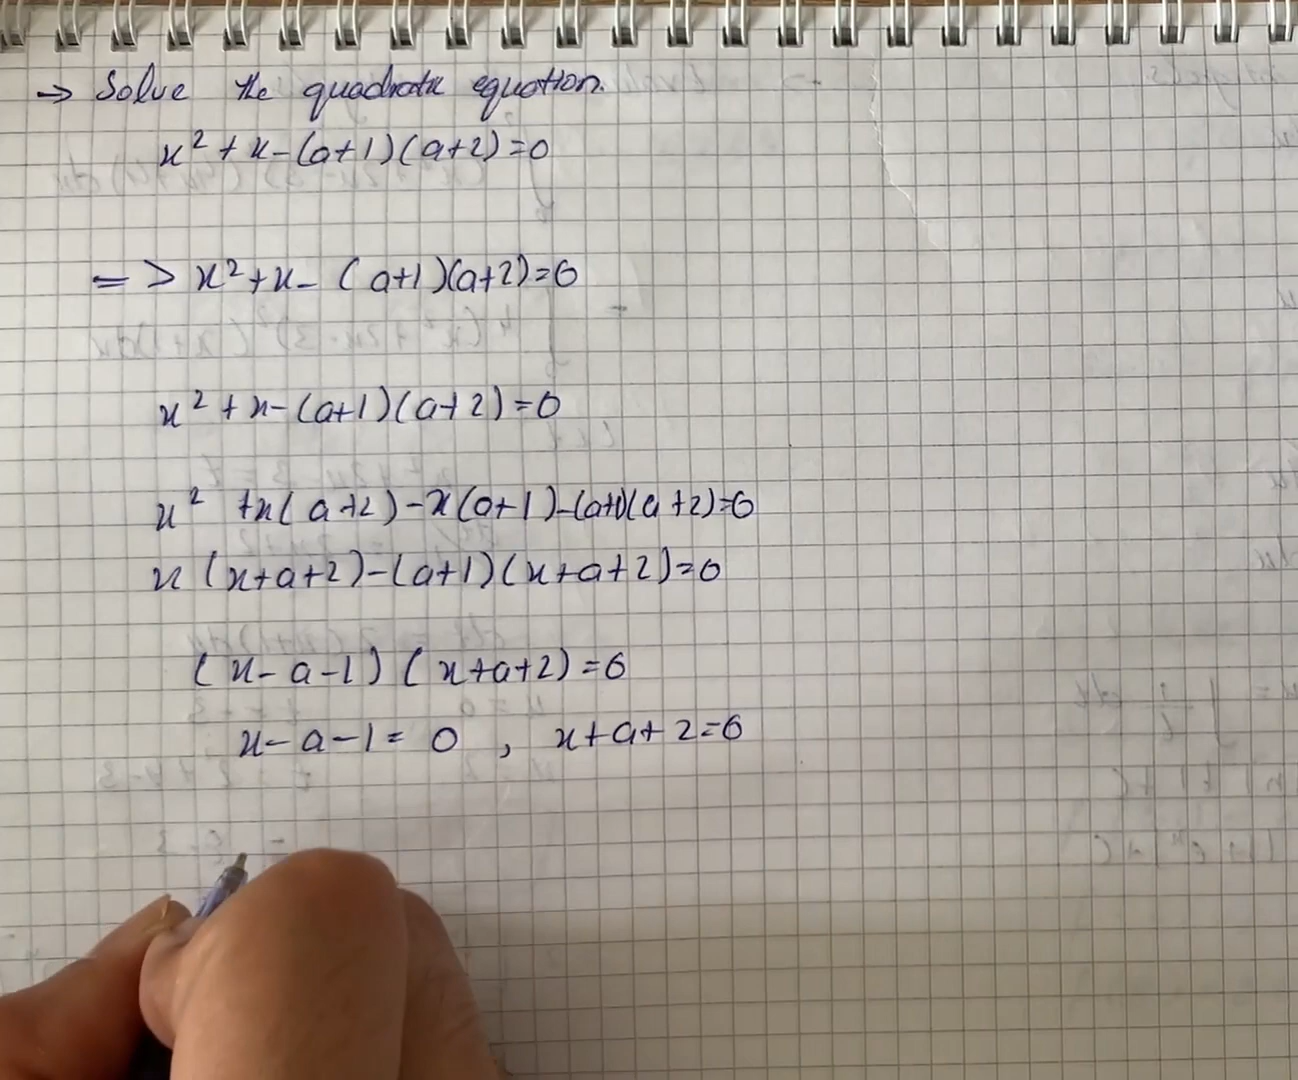 → Solve the quadratic equation.
x² + x - (a+1)(a+2) = 0
=> x² + x - (a+1)(a+2) = 0
x² + x - (a+1)(a+2) = 0
x² + x(a+2) - x(a+1) - (a+1)(a+2) = 0
x(x+a+2) - (a+1)(x+a+2) = 0
(x-a-1)(x+a+2) = 0
x-a-1 = 0 , x+a+2 = 0